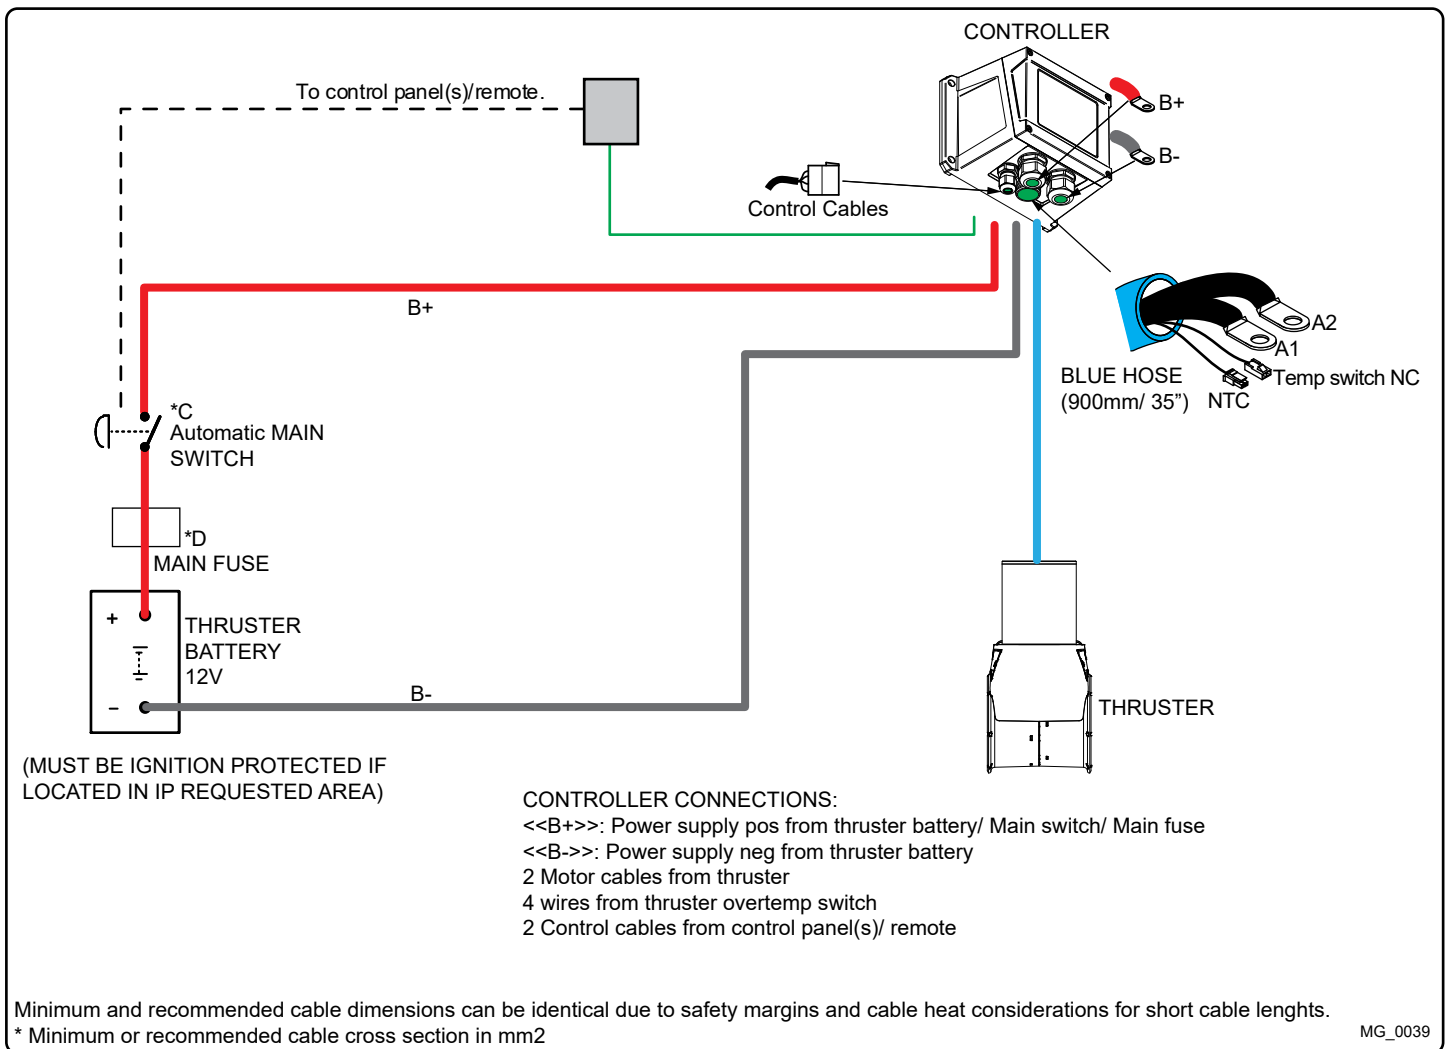 CONTROLLER
To control panel(s)/remote.
B+
B-
Control Cables
B+
A2
A1
BLUE HOSE
(900mm/ 35”)
Temp switch NC
NTC
*C
Automatic MAIN
SWITCH
*D
MAIN FUSE
+
THRUSTER
BATTERY
12V
–
B-
THRUSTER
(MUST BE IGNITION PROTECTED IF
LOCATED IN IP REQUESTED AREA)
CONTROLLER CONNECTIONS:
<<B+>>: Power supply pos from thruster battery/ Main switch/ Main fuse
<<B->>: Power supply neg from thruster battery
2 Motor cables from thruster
4 wires from thruster overtemp switch
2 Control cables from control panel(s)/ remote
Minimum and recommended cable dimensions can be identical due to safety margins and cable heat considerations for short cable lenghts.
* Minimum or recommended cable cross section in mm2
MG_0039